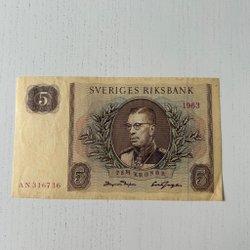 SVERIGES RIKSBANK
5
1963
AN316736
FEM KRONOR
5